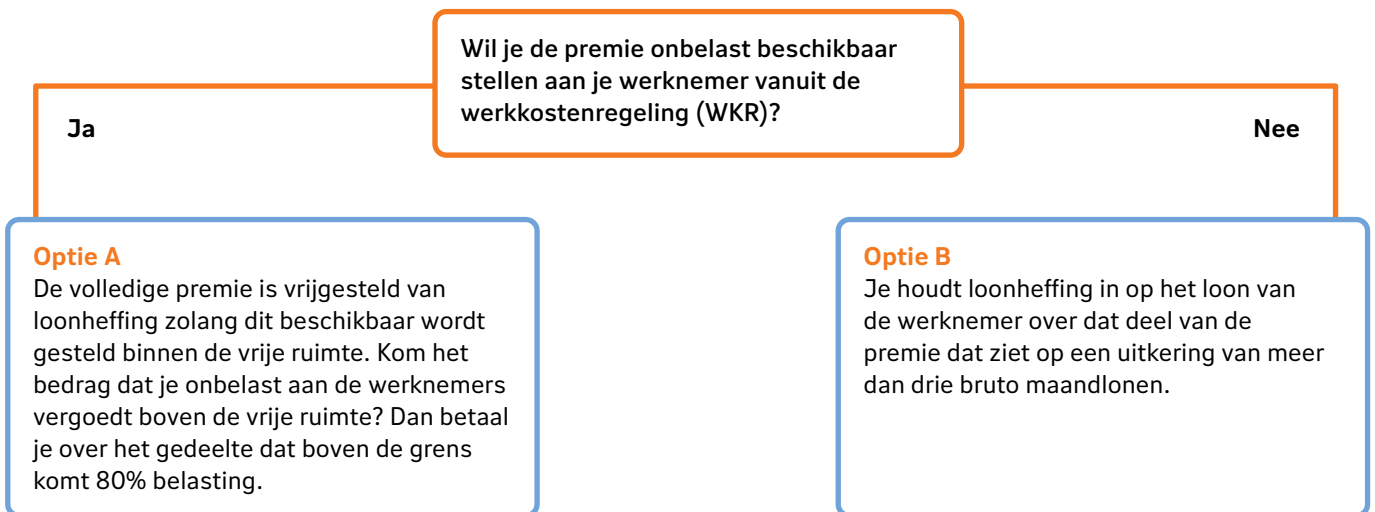 Wil je de premie onbelast beschikbaar
stellen aan je werknemer vanuit de
werkkostenregeling (WKR)?
Ja
Nee
Optie A
De volledige premie is vrijgesteld van
loonheffing zolang dit beschikbaar wordt
gesteld binnen de vrije ruimte. Kom het
bedrag dat je onbelast aan de werknemers
vergoedt boven de vrije ruimte? Dan betaal
je over het gedeelte dat boven de grens
komt 80% belasting.
Optie B
Je houdt loonheffing in op het loon van
de werknemer over dat deel van de
premie dat ziet op een uitkering van meer
dan drie bruto maandlonen.